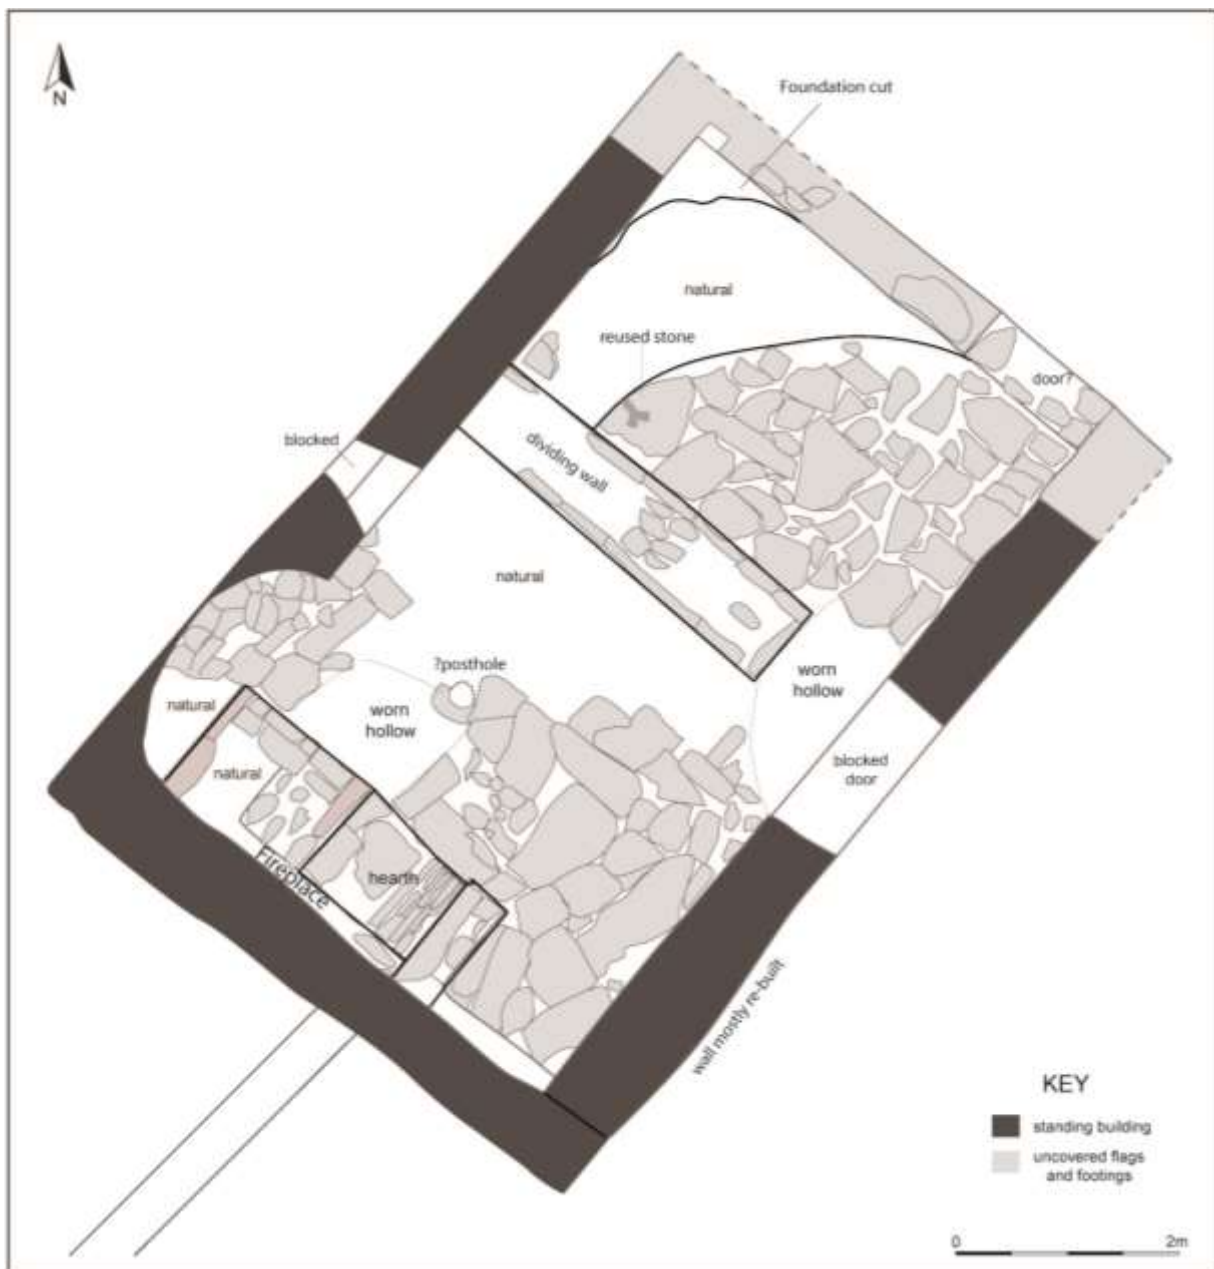 N
Foundation cut
natural
reused stone
door?
blocked
dividing wall
natural
?posthole
worn
hollow
natural
worn
hollow
natural
blocked
door
Fireplace
hearth
wall mostly re-built
KEY
standing building
uncovered flags
and footings
0 2m